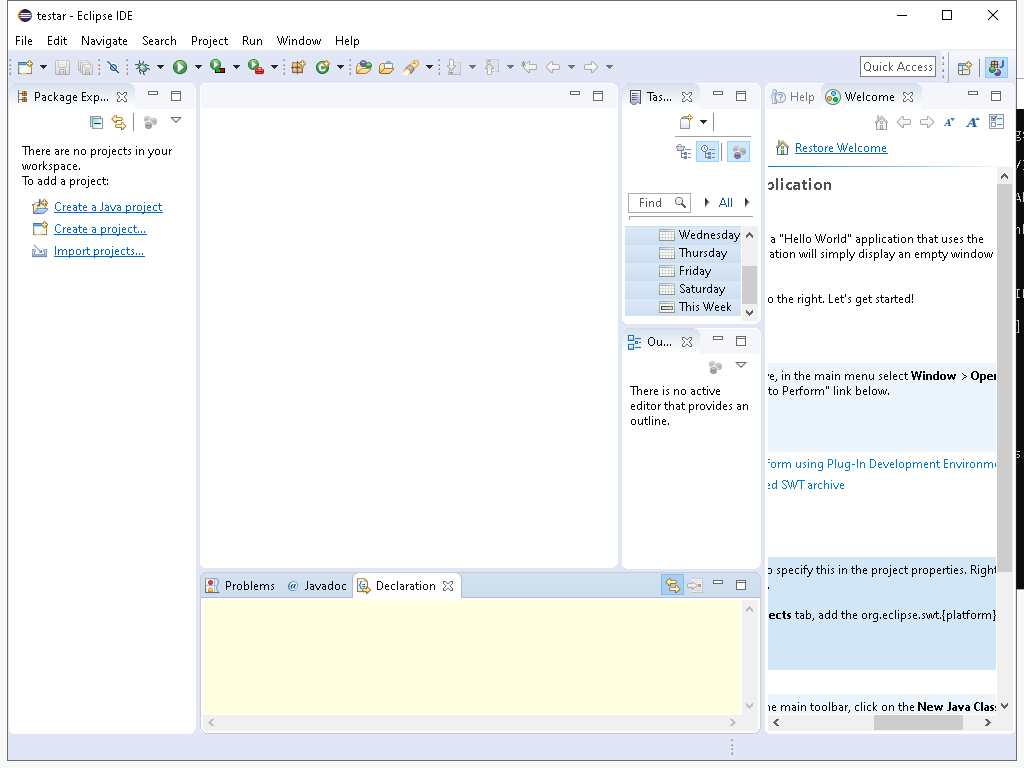 testar - Eclipse IDE
File Edit Navigate Search Project Run Window Help
Quick Access
Package Exp...
There are no projects in your
workspace.
To add a project:
Create a Java project
Create a project...
Import projects...
Tas...
Find
All
Wednesday
Thursday
Friday
Saturday
This Week
Ou...
There is no active
editor that provides an
outline.
Help Welcome
Restore Welcome
plication
a "Hello World" application that uses the
ation will simply display an empty window
o the right. Let's get started!
e, in the main menu select Window > Oper
to Perform" link below.
form using Plug-In Development Environme
ed SWT archive
o specify this in the project properties. Right
ects tab, add the org.eclipse.swt.{platform}
he main toolbar, click on the New Java Clas
Problems @ Javadoc Declaration